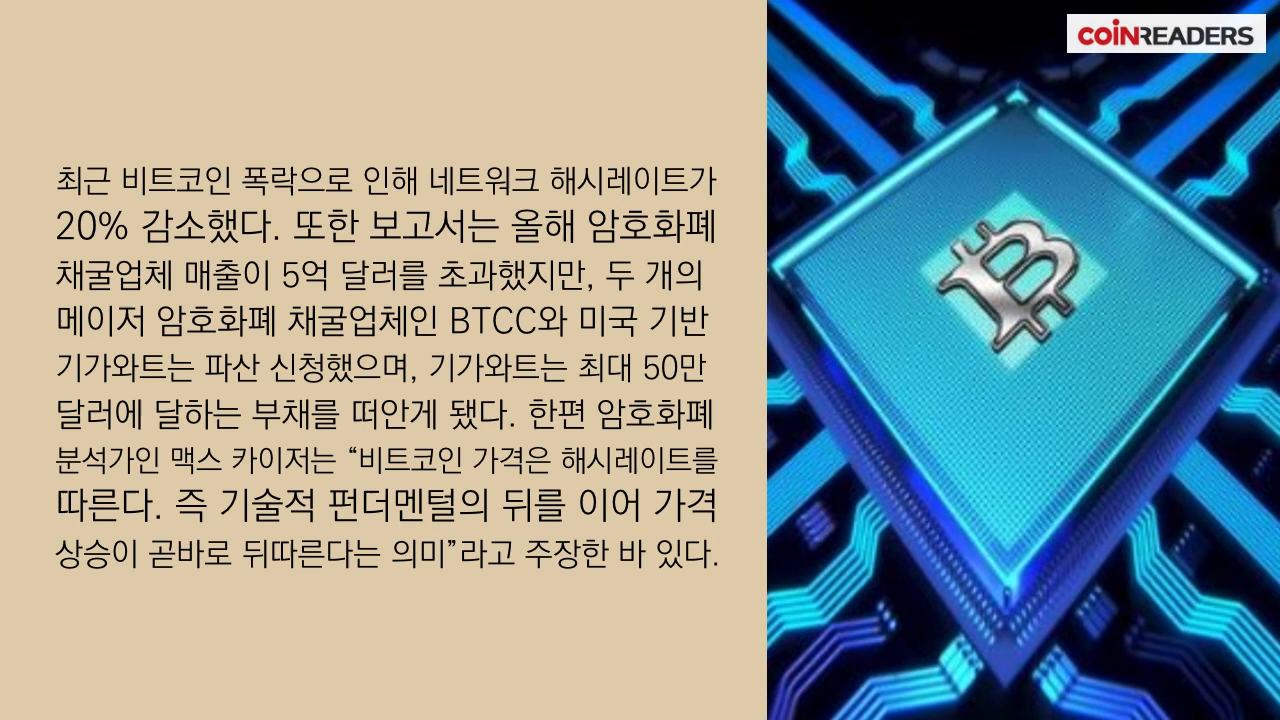 COINREADERS
최근 비트코인 폭락으로 인해 네트워크 해시레이트가
20% 감소했다. 또한 보고서는 올해 암호화폐
채굴업체 매출이 5억 달러를 초과했지만, 두 개의
메이저 암호화폐 채굴업체인 BTCC와 미국 기반
기가와트는 파산 신청했으며, 기가와트는 최대 50만
달러에 달하는 부채를 떠안게 됐다. 한편 암호화폐
분석가인 맥스 카이저는 “비트코인 가격은 해시레이트를
따른다. 즉 기술적 펀더멘털의 뒤를 이어 가격
상승이 곧바로 뒤따른다는 의미”라고 주장한 바 있다.